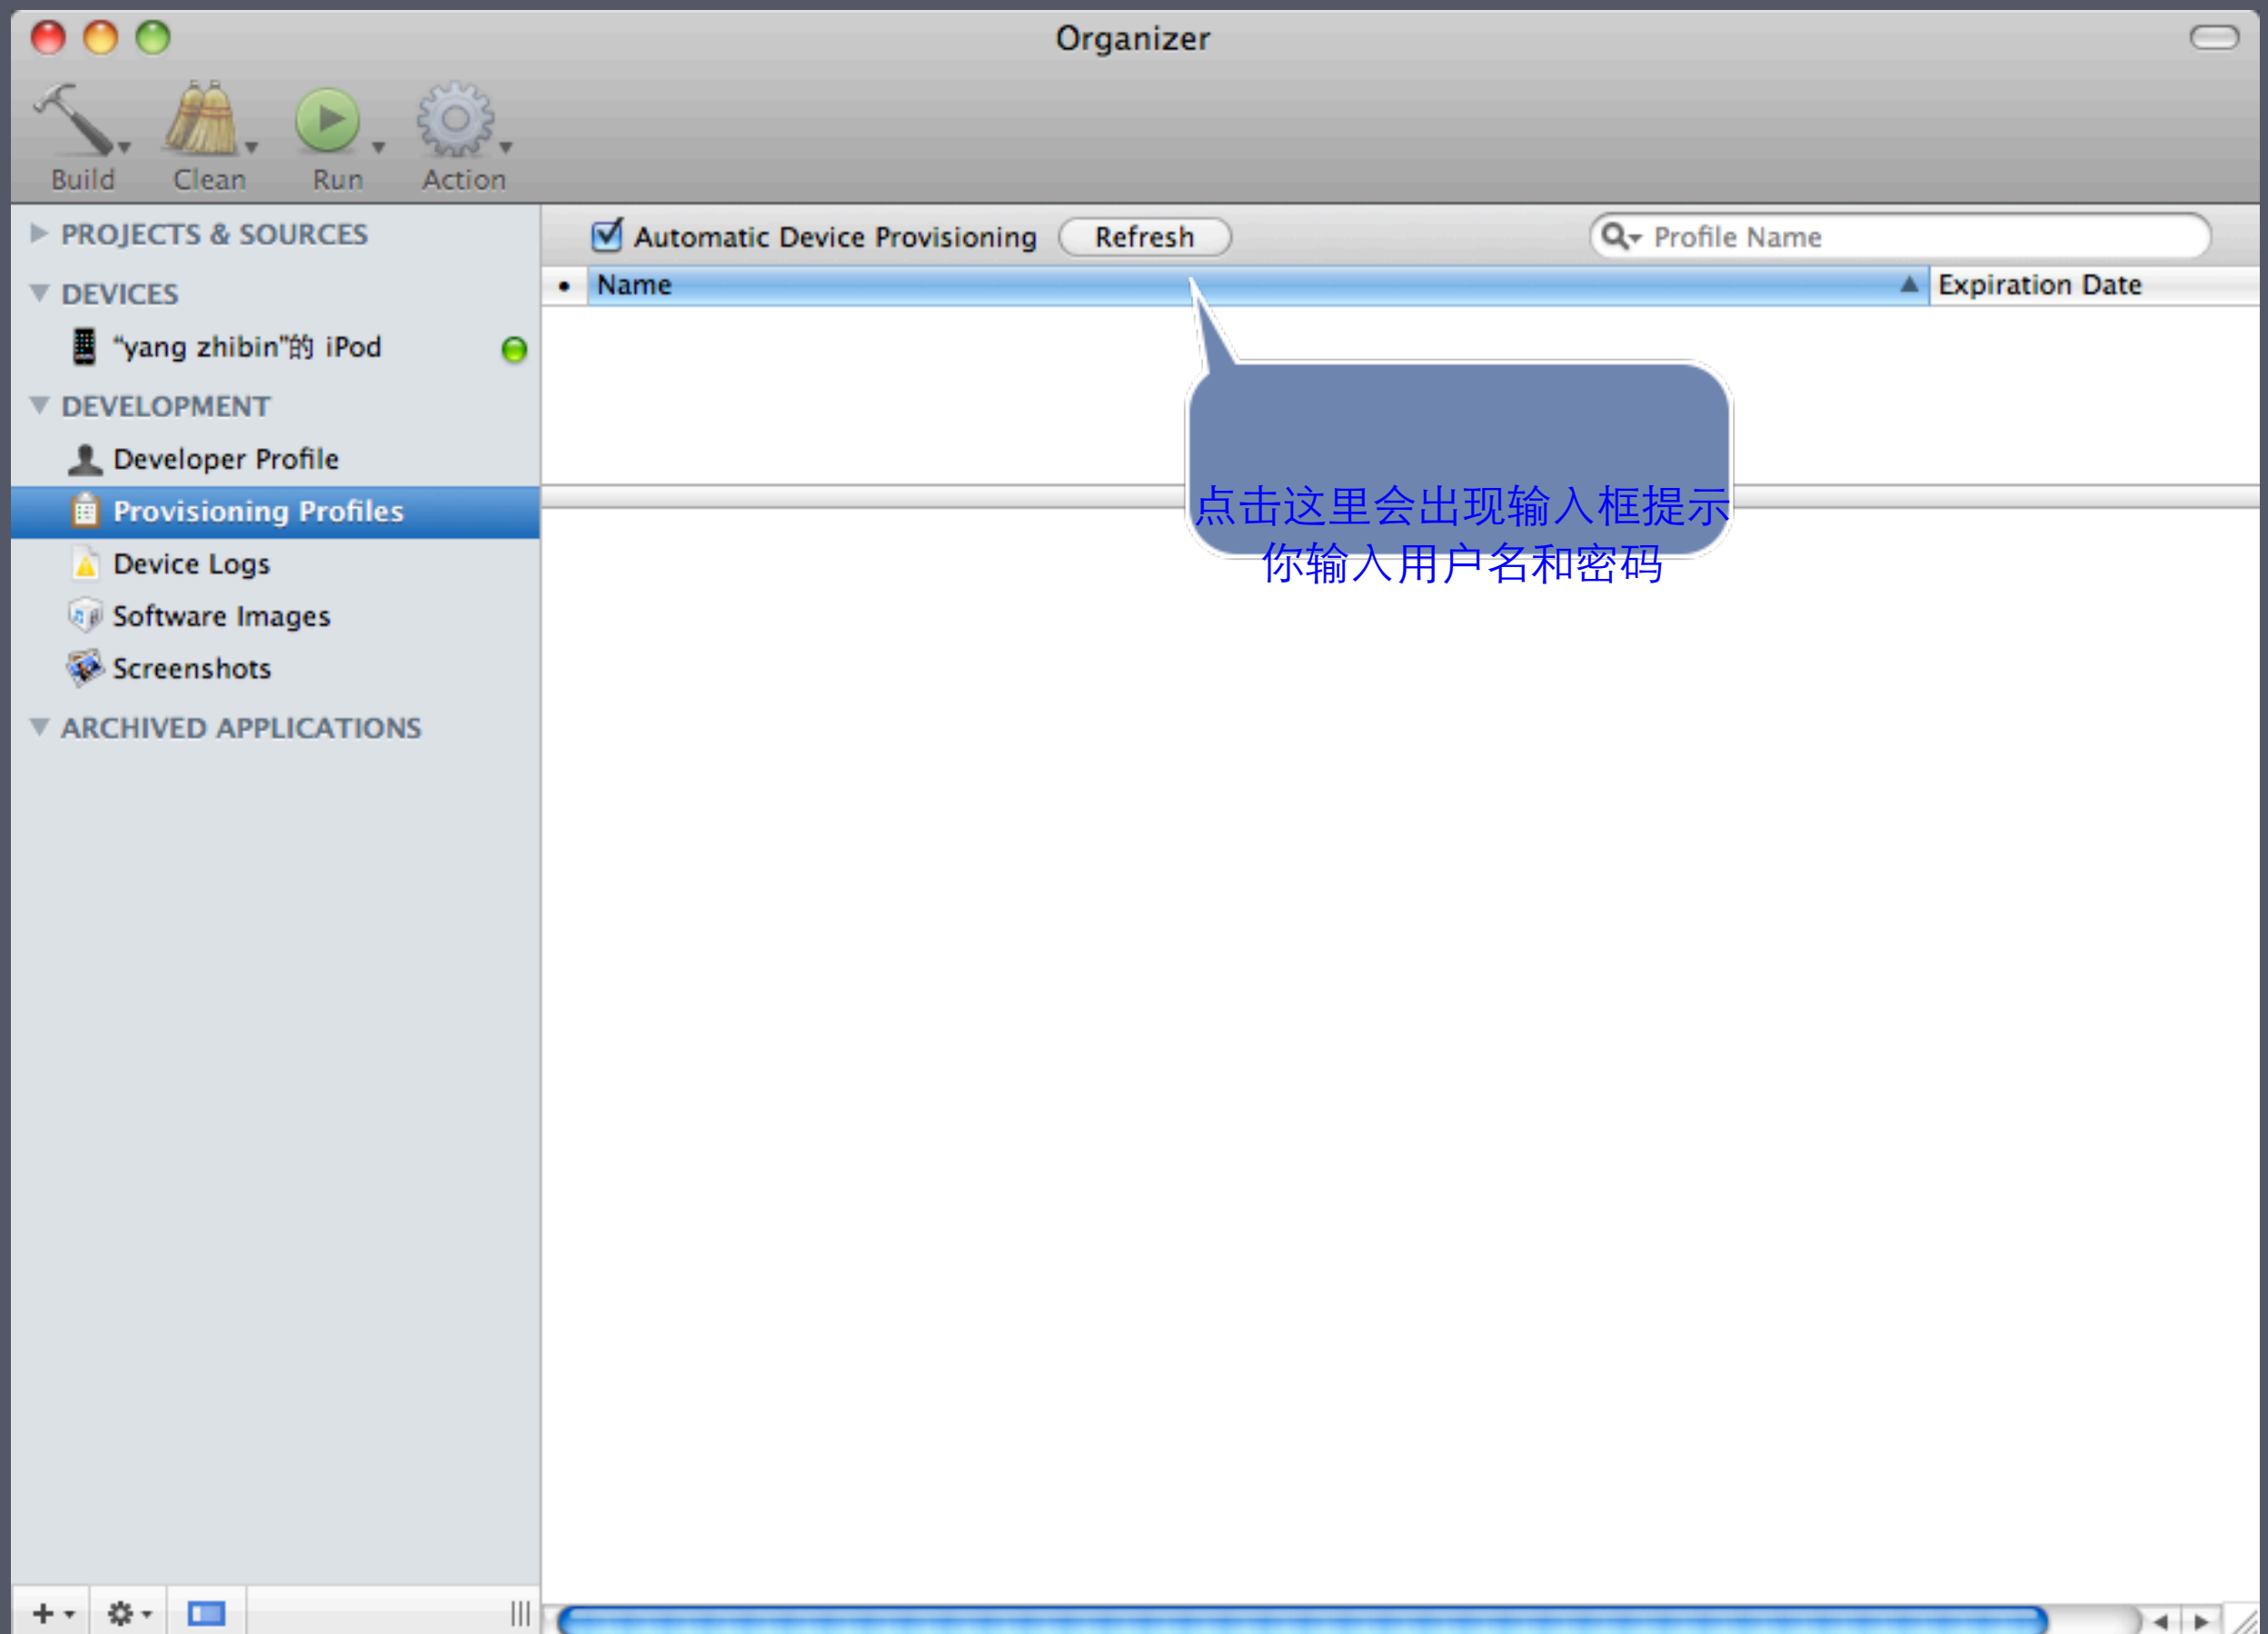 Organizer
Build Clean Run Action
PROJECTS & SOURCES
DEVICES
“yang zhibin”的 iPod
DEVELOPMENT
Developer Profile
Provisioning Profiles
Device Logs
Software Images
Screenshots
ARCHIVED APPLICATIONS
Automatic Device Provisioning Refresh Profile Name
Name Expiration Date
点击这里会出现输入框提示
你输入用户名和密码